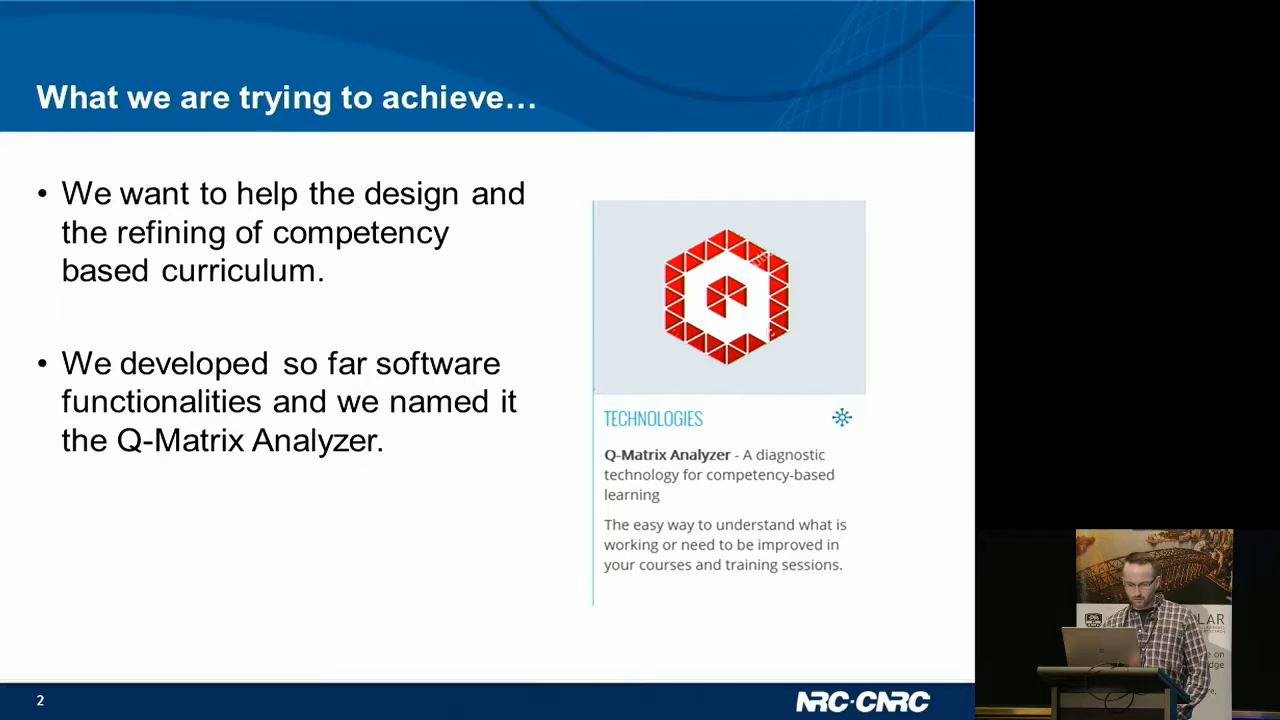 What we are trying to achieve…
• We want to help the design and
the refining of competency
based curriculum.
• We developed so far software
functionalities and we named it
the Q-Matrix Analyzer.
Q
TECHNOLOGIES
Q-Matrix Analyzer - A diagnostic
technology for competency-based
learning
The easy way to understand what is
working or need to be improved in
your courses and training sessions.
2
NRC·CNRC
LAR